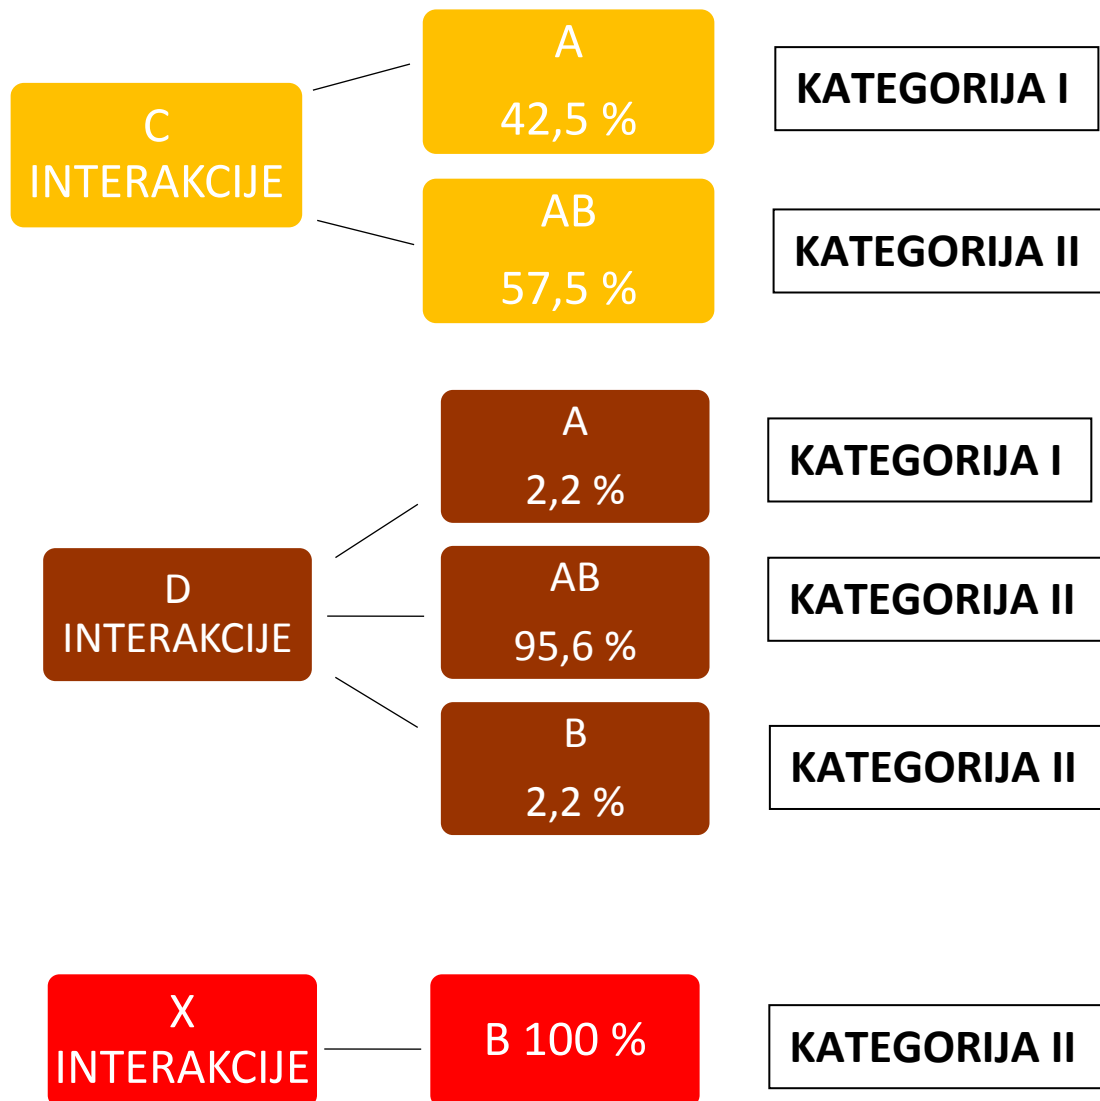 C
INTERAKCIJE
A
42,5 %
KATEGORIJA I
AB
57,5 %
KATEGORIJA II
D
INTERAKCIJE
A
2,2 %
KATEGORIJA I
AB
95,6 %
KATEGORIJA II
B
2,2 %
KATEGORIJA II
X
INTERAKCIJE
B 100 %
KATEGORIJA II